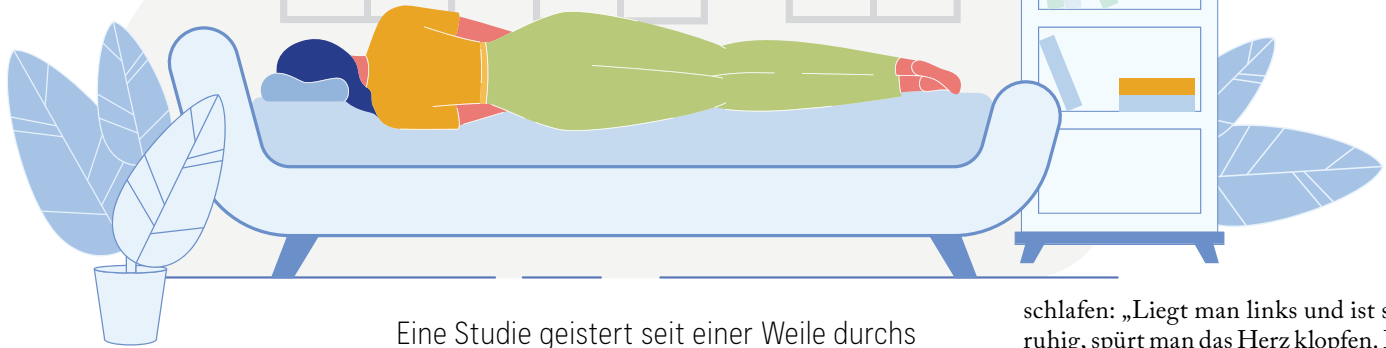 Eine Studie geistert seit einer Weile durchs
schlafen: „Liegt man links und ist
ruhig, spürt man das Herz klopfen.